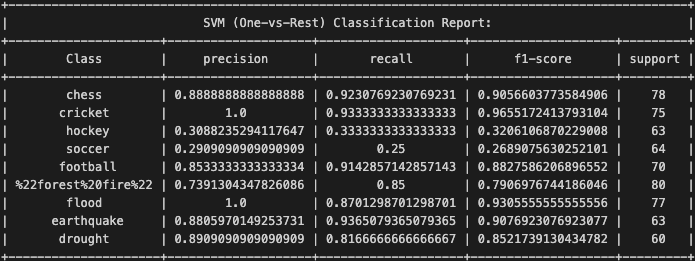 SVM (One-vs-Rest) Classification Report:
Class | precision | recall | f1-score | support
chess | 0.8888888888888888 | 0.9230769230769231 | 0.9056603773584906 | 78
cricket | 1.0 | 0.9333333333333333 | 0.9655172413793104 | 75
hockey | 0.3088235294117647 | 0.3333333333333333 | 0.3206106870229008 | 63
soccer | 0.2909090909090909 | 0.25 | 0.2689075630252101 | 64
football | 0.8533333333333334 | 0.9142857142857143 | 0.8827586206896552 | 70
%22forest%20fire%22 | 0.7391304347826086 | 0.85 | 0.7906976744186046 | 80
flood | 1.0 | 0.8701298701298701 | 0.9305555555555556 | 77
earthquake | 0.8805970149253731 | 0.9365079365079365 | 0.9076923076923077 | 63
drought | 0.8909090909090909 | 0.8166666666666667 | 0.8521739130434782 | 60